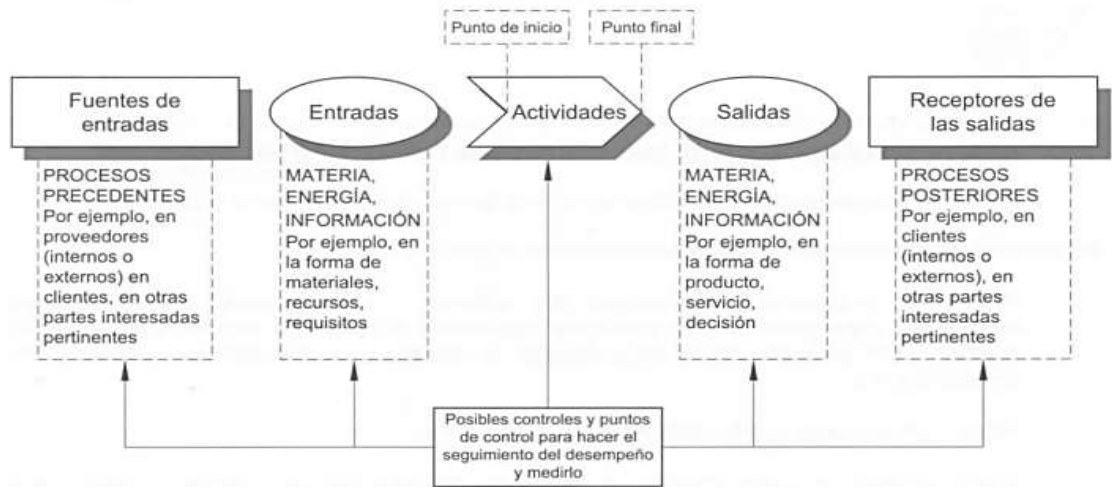 Punto de inicio
Punto final
Fuentes de
entradas
Entradas
Actividades
Salidas
Receptores de
las salidas
PROCESOS
PRECEDENTES
Por ejemplo, en
proveedores
(internos o
externos) en
clientes, en otras
partes interesadas
pertinentes
MATERIA,
ENERGÍA,
INFORMACIÓN
Por ejemplo, en
la forma de
materiales,
recursos,
requisitos
MATERIA,
ENERGÍA,
INFORMACIÓN
Por ejemplo, en
la forma de
producto,
servicio,
decisión
PROCESOS
POSTERIORES
Por ejemplo, en
clientes
(internos o
externos), en
otras partes
interesadas
pertinentes
Posibles controles y puntos
de control para hacer el
seguimiento del desempeño
y medirlo